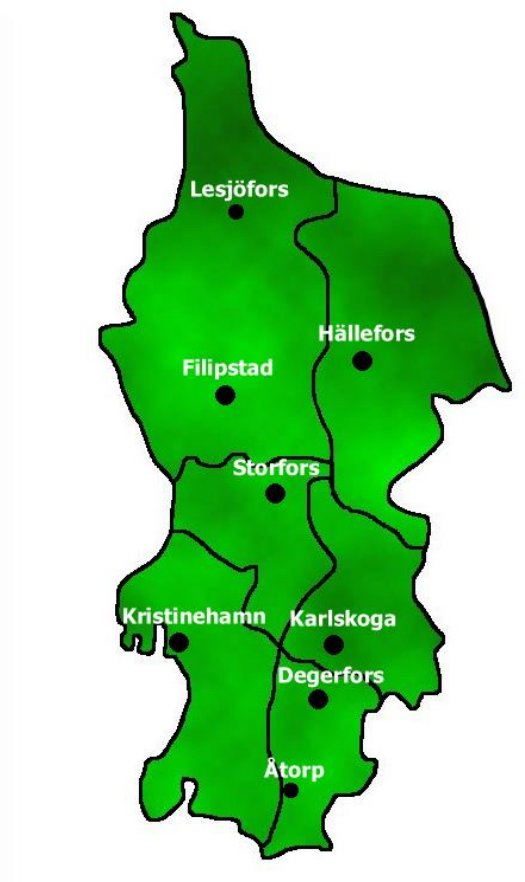 Lesjöfors
Hällefors
Filipstad
Storfors
Kristinehamn
Karlskoga
Degerfors
Åtorp